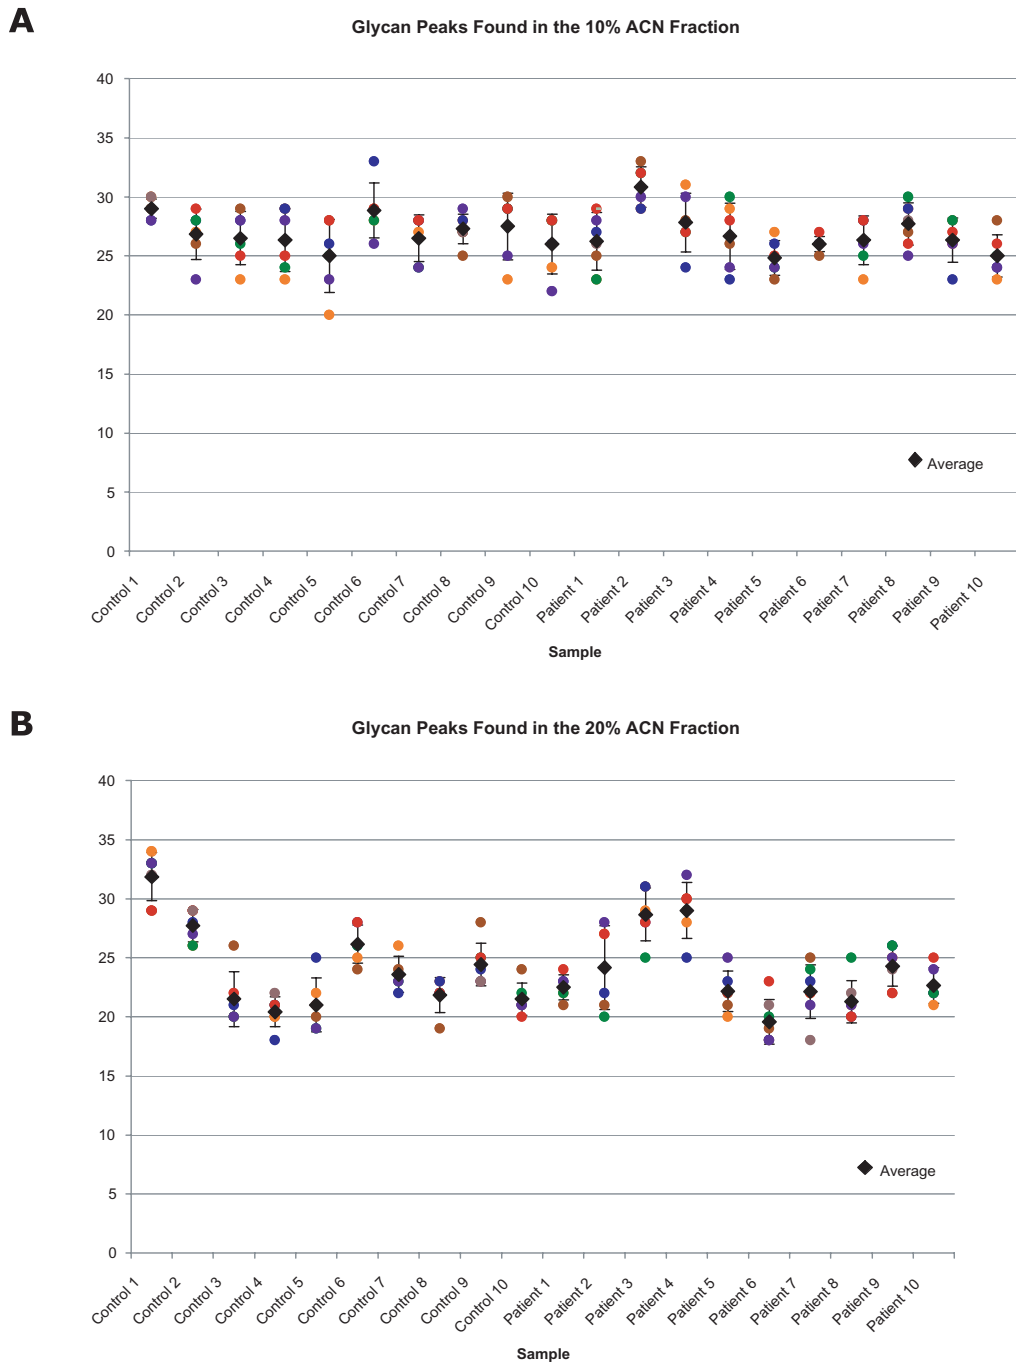 A
Glycan Peaks Found in the 10% ACN Fraction
40
35
30
25
20
15
10
5
0
Average
Control 1
Control 2
Control 3
Control 4
Control 5
Control 6
Control 7
Control 8
Control 9
Control 10
Patient 1
Patient 2
Patient 3
Patient 4
Patient 5
Patient 6
Patient 7
Patient 8
Patient 9
Patient 10
Sample
B
Glycan Peaks Found in the 20% ACN Fraction
40
35
30
25
20
15
10
5
0
Average
Control 1
Control 2
Control 3
Control 4
Control 5
Control 6
Control 7
Control 8
Control 9
Control 10
Patient 1
Patient 2
Patient 3
Patient 4
Patient 5
Patient 6
Patient 7
Patient 8
Patient 9
Patient 10
Sample